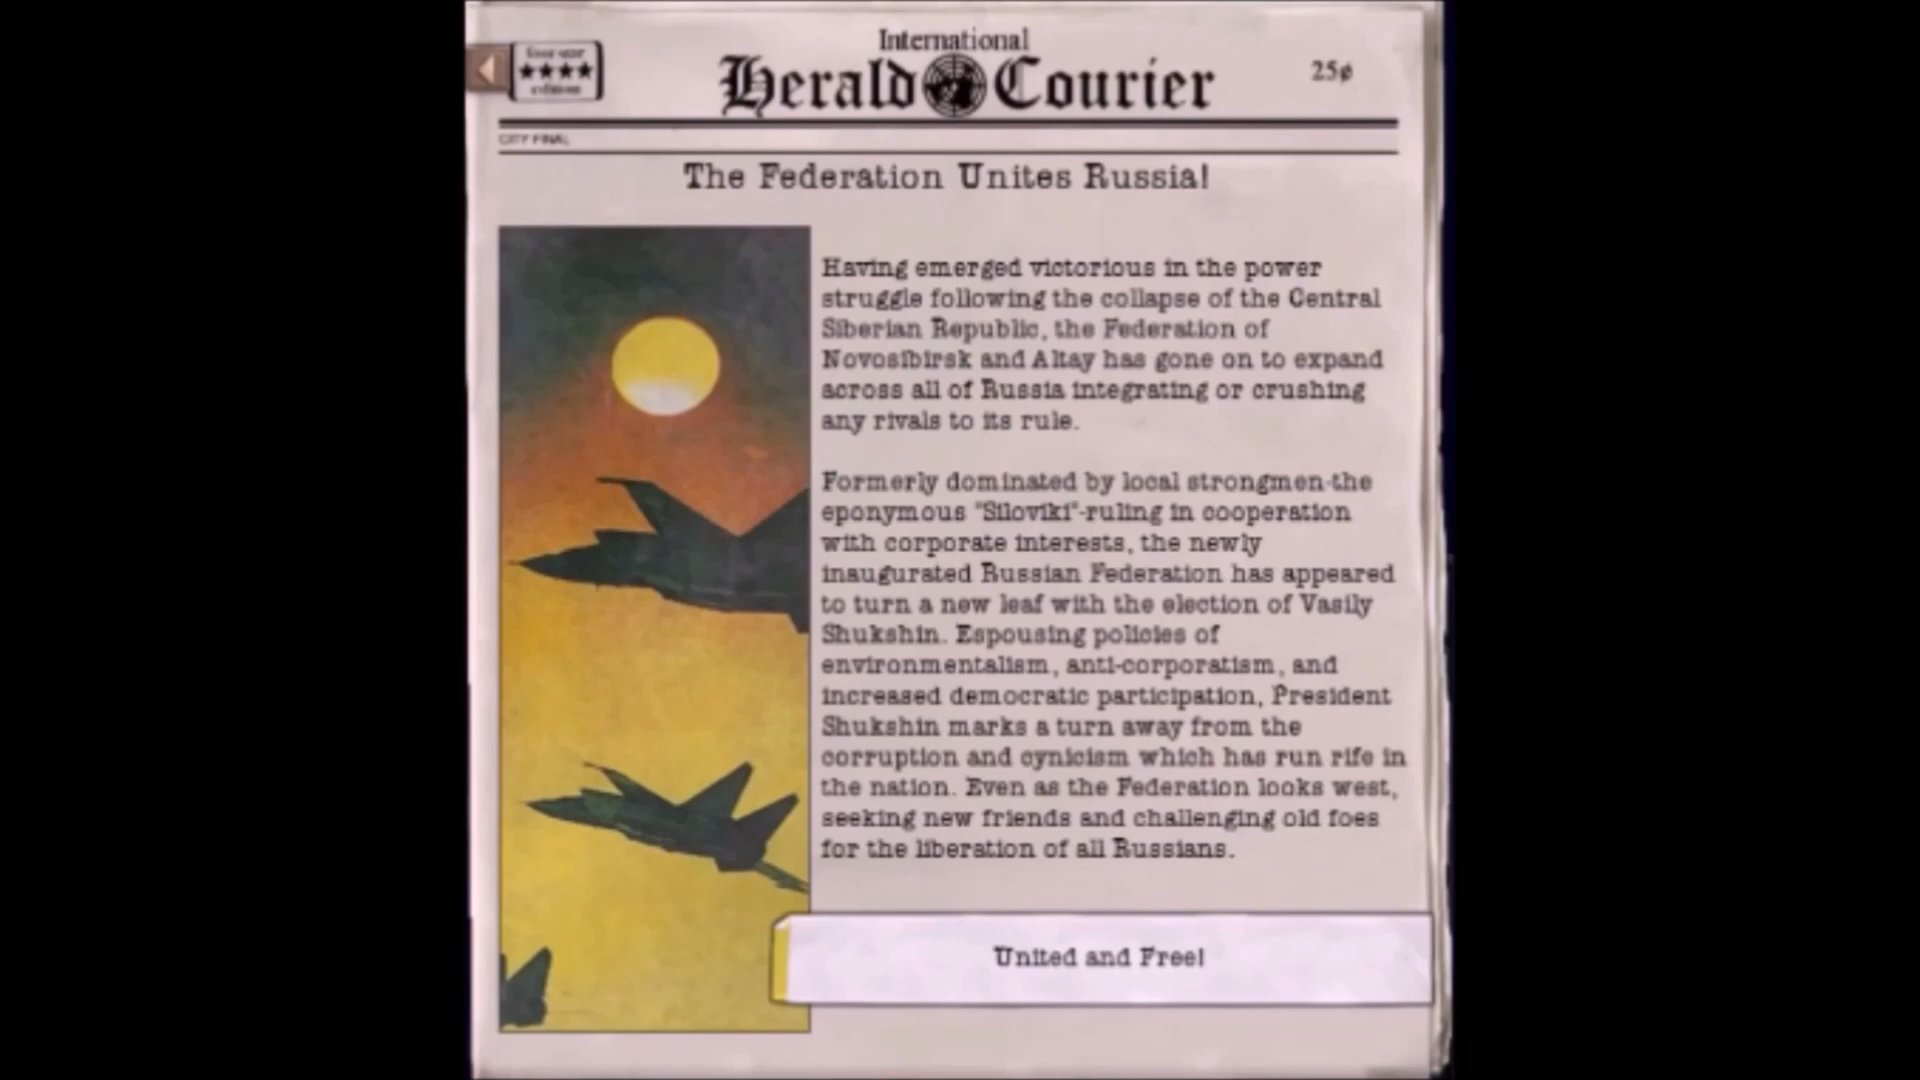 four star
★★★★
edition
International
Herald Courier
25¢
CITY FINAL
The Federation Unites Russia!
Having emerged victorious in the power
struggle following the collapse of the Central
Siberian Republic, the Federation of
Novosibirsk and Altay has gone on to expand
across all of Russia integrating or crushing
any rivals to its rule.
Formerly dominated by local strongmen-the
eponymous "Siloviki"-ruling in cooperation
with corporate interests, the newly
inaugurated Russian Federation has appeared
to turn a new leaf with the election of Vasily
Shukshin. Espousing policies of
environmentalism, anti-corporatism, and
increased democratic participation, President
Shukshin marks a turn away from the
corruption and cynicism which has run rife in
the nation. Even as the Federation looks west,
seeking new friends and challenging old foes
for the liberation of all Russians.
United and Free!